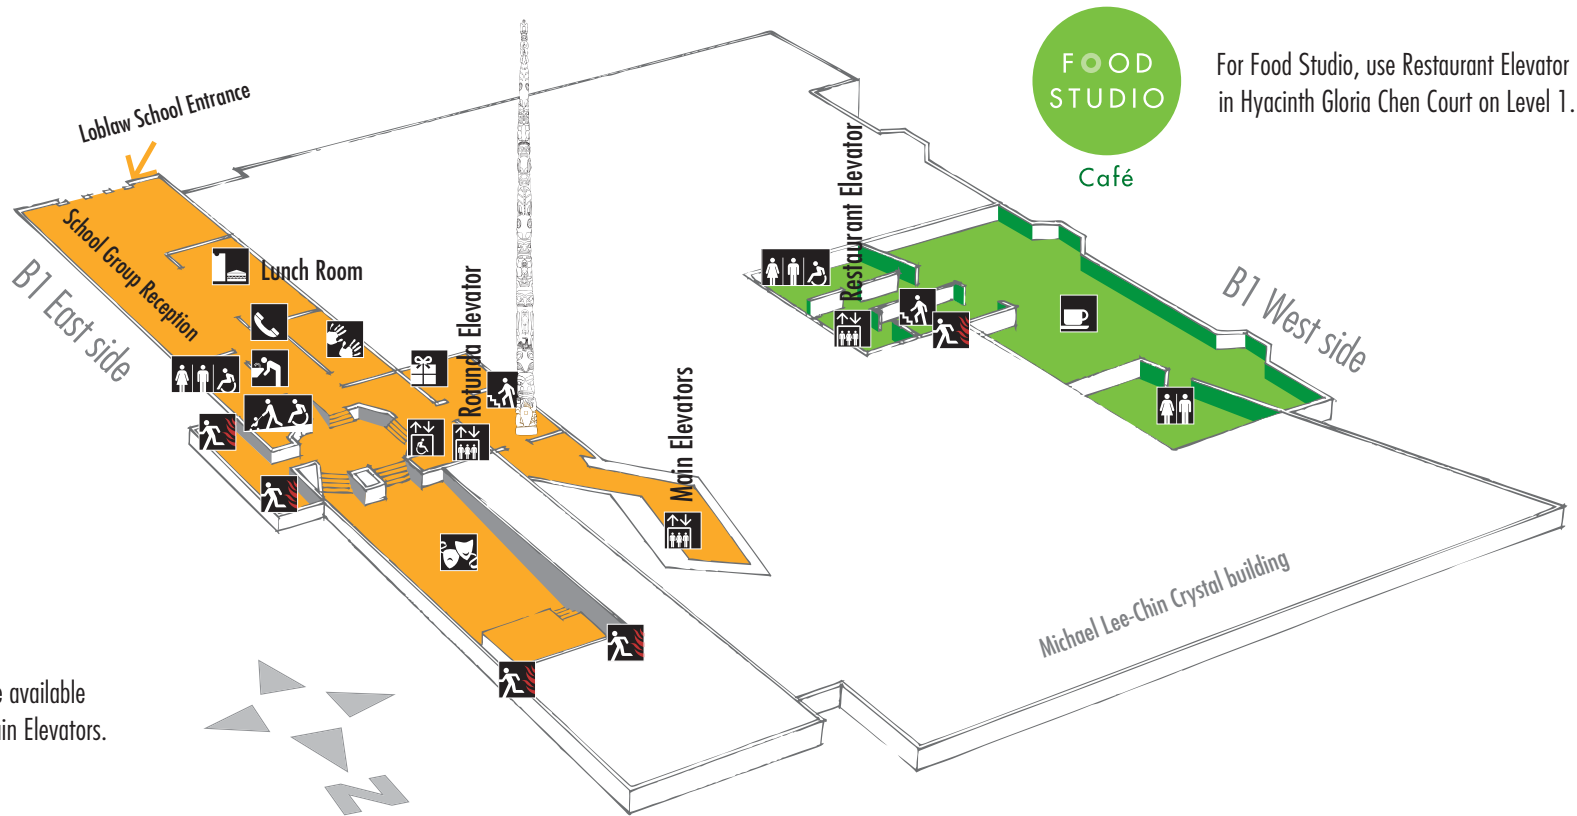 FOOD
STUDIO
Café
For Food Studio, use Restaurant Elevator
in Hyacinth Gloria Chen Court on Level 1.
Loblaw School Entrance
School Group Reception
B1 East side
Lunch Room
Rotunda Elevator
Main Elevators
Restaurant Elevator
B1 West side
Michael Lee-Chin Crystal building
available
Elevators.
N